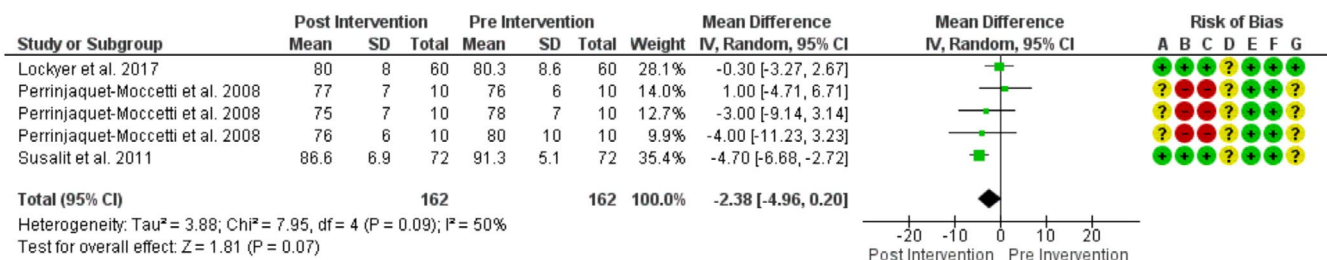 Post Intervention Pre Intervention Mean Difference Mean Difference Risk of Bias
Study or Subgroup Mean SD Total Mean SD Total Weight IV, Random, 95% CI IV, Random, 95% CI A B C D E F G
Lockyer et al. 2017 80 8 60 80.3 8.6 60 28.1% -0.30 [-3.27, 2.67] + + + ? + + +
Perrinjaquet-Moccetti et al. 2008 77 7 10 76 6 10 14.0% 1.00 [-4.71, 6.71] ? - - ? + + ?
Perrinjaquet-Moccetti et al. 2008 75 7 10 78 7 10 12.7% -3.00 [-9.14, 3.14] ? - - ? + + ?
Perrinjaquet-Moccetti et al. 2008 76 6 10 80 10 10 9.9% -4.00 [-11.23, 3.23] ? - - ? + + ?
Susalit et al. 2011 86.6 6.9 72 91.3 5.1 72 35.4% -4.70 [-6.68, -2.72] + + + ? + + ?
Total (95% CI) 162 162 100.0% -2.38 [-4.96, 0.20]
Heterogeneity: Tau² = 3.88; Chi² = 7.95, df = 4 (P = 0.09); I² = 50%
Test for overall effect: Z = 1.81 (P = 0.07)
-20 -10 0 10 20
Post Intervention Pre Invervention